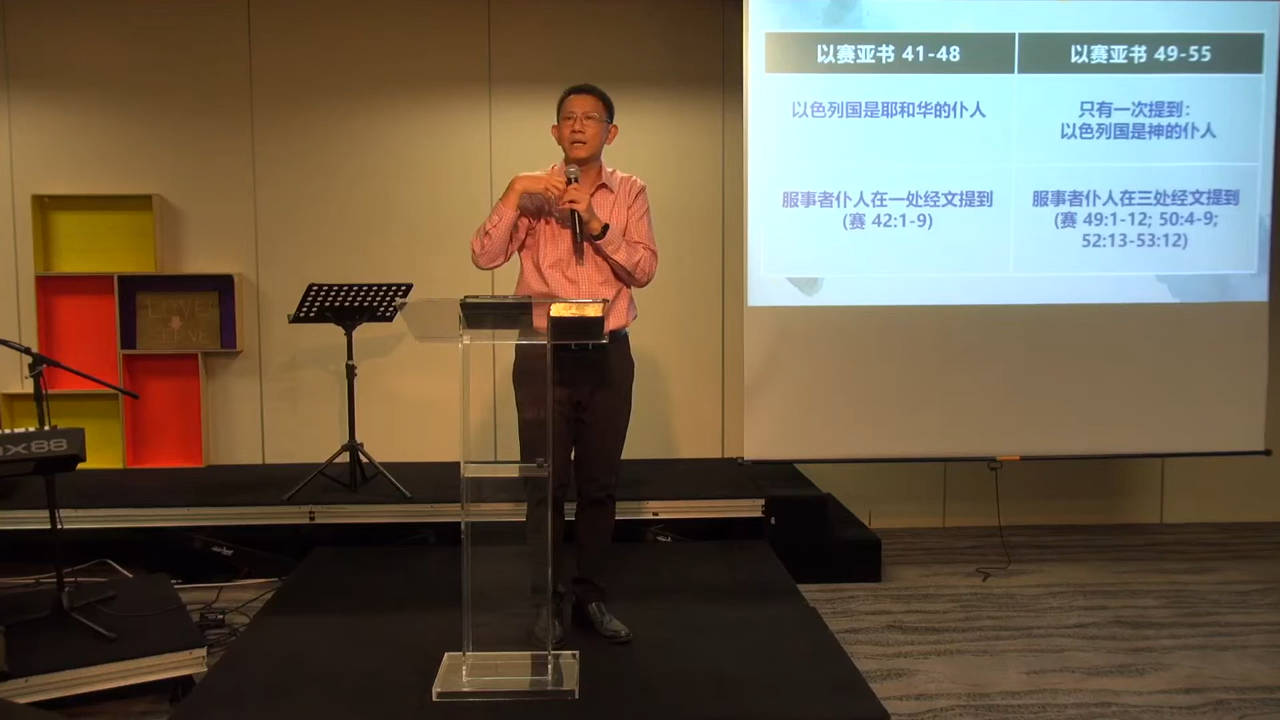 以赛亚书 41-48
以赛亚书 49-55
以色列国是耶和华的仆人
只有一次提到：
以色列国是神的仆人
服事者仆人在一处经文提到
(赛 42:1-9)
服事者仆人在三处经文提到
(赛 49:1-12; 50:4-9;
52:13-53:12)
LOVE
SERVE
X88